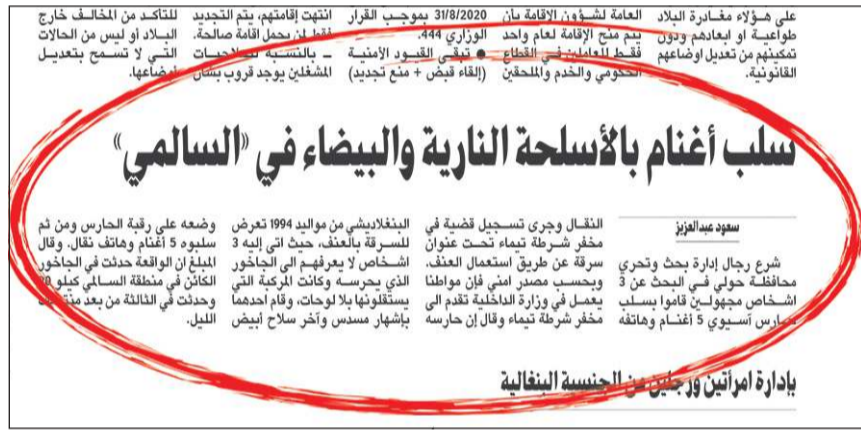 على هؤلاء مغادرة البلاد
طواعية او ابعادهم ودون
تمكينهم من تعديل اوضاعهم
القانونية.
العامة لشؤون الإقامة بأن
يتم منح الإقامة لعام واحد
فقط للعاملين في القطاع
الحكومي والخدم والملحقين
31/8/2020 بموجب القرار
الوزاري 444.
● تبقى القيود الأمنية
(إلقاء قبض + منع تجديد)
انتهت إقامتهم، يتم التجديد
فقط لمن يحمل اقامة صالحة.
ـ بالنسبة لصلاحيات
المشغلين يوجد قروب بشأن
للتأكد من المخالف خارج
البلاد أو ليس من الحالات
التي لا تسمح بتعديل
أوضاعها.
سلب أغنام بالأسلحة النارية والبيضاء في «السالمي»
سعود عبدالعزيز
شرع رجال إدارة بحث وتحري
محافظة حولي في البحث عن 3
اشخاص مجهولين قاموا بسلب
حارس آسيوي 5 أغنام وهاتفه
النقال وجرى تسجيل قضية في
مخفر شرطة تيماء تحت عنوان
سرقة عن طريق استعمال العنف.
وبحسب مصدر امني فإن مواطنا
يعمل في وزارة الداخلية تقدم الى
مخفر شرطة تيماء وقال إن حارسه
البنغلاديشي من مواليد 1994 تعرض
للسرقة بالعنف، حيث اتى إليه 3
اشخاص لا يعرفهم الى الجاخور
الذي يحرسه وكانت المركبة التي
يستقلونها بلا لوحات، وقام احدهما
بإشهار مسدس وآخر سلاح أبيض
وضعه على رقبة الحارس ومن ثم
سلبوه 5 أغنام وهاتف نقال. وقال
المبلغ ان الواقعة حدثت في الجاخور
الكائن في منطقة السالمي كيلو
وحدثت في الثالثة من بعد منتصف
الليل.
بإدارة امرأتين ورجلين من الجنسية البنغالية